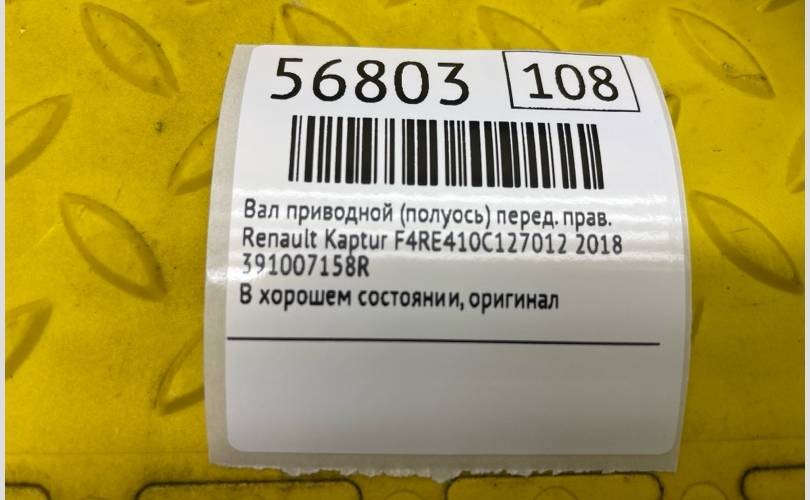 56803 108
Вал приводной (полуось) перед. прав.
Renault Kaptur F4RE410C127012 2018
391007158R
В хорошем состоянии, оригинал